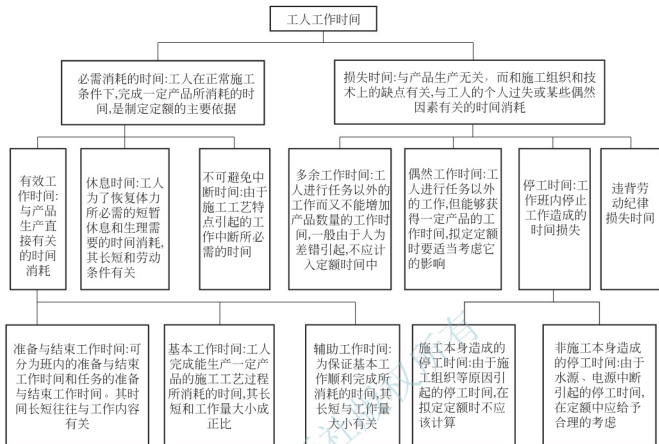 工人工作时间
必需消耗的时间:工人在正常施工
条件下,完成一定产品所消耗的时
间,是制定定额的主要依据
损失时间:与产品生产无关，而和施工组织和技
术上的缺点有关,与工人的个人过失或某些偶然
因素有关的时间消耗
有效
工作时间:
与产品
生产直接
有关的
时间
消耗
休息时间:工人
为了恢复体力
所必需的短暂
休息和生理需
要的时间消耗,
其长短和劳动
条件有关
不可避免中
断时间:由于
施工工艺特
点引起的工
作中断所必
需的时间
多余工作时间:工
人进行任务以外的
工作而又不能增加
产品数量的工作时
间,一般由于人为
差错引起,不应计
入定额时间中
偶然工作时间:工
人进行任务以外
的工作,但能够获
得一定产品的工
作时间,拟定定额
时要适当考虑它
的影响
停工时间:工
作班内停止
工作造成的
时间损失
违背劳
动纪律
损失时间
准备与结束工作时间:可
分为班内的准备与结束
工作时间和任务的准备
与结束工作时间。其时
间长短往往与工作内容
有关
基本工作时间:工人
完成能生产一定产
品的施工工艺过程
所消耗的时间,其长
短和工作量大小成
正比
辅助工作时间:
为保证基本工
作顺利完成所
消耗的时间,其
长短与工作量
大小有关
施工本身造成的
停工时间:由于施
工组织等原因引
起的停工时间,在
拟定定额时不应
该计算
非施工本身造成
的停工时间:由于
水源、电源中断
引起的停工时间,
在定额中应给予
合理的考虑
社版权所有